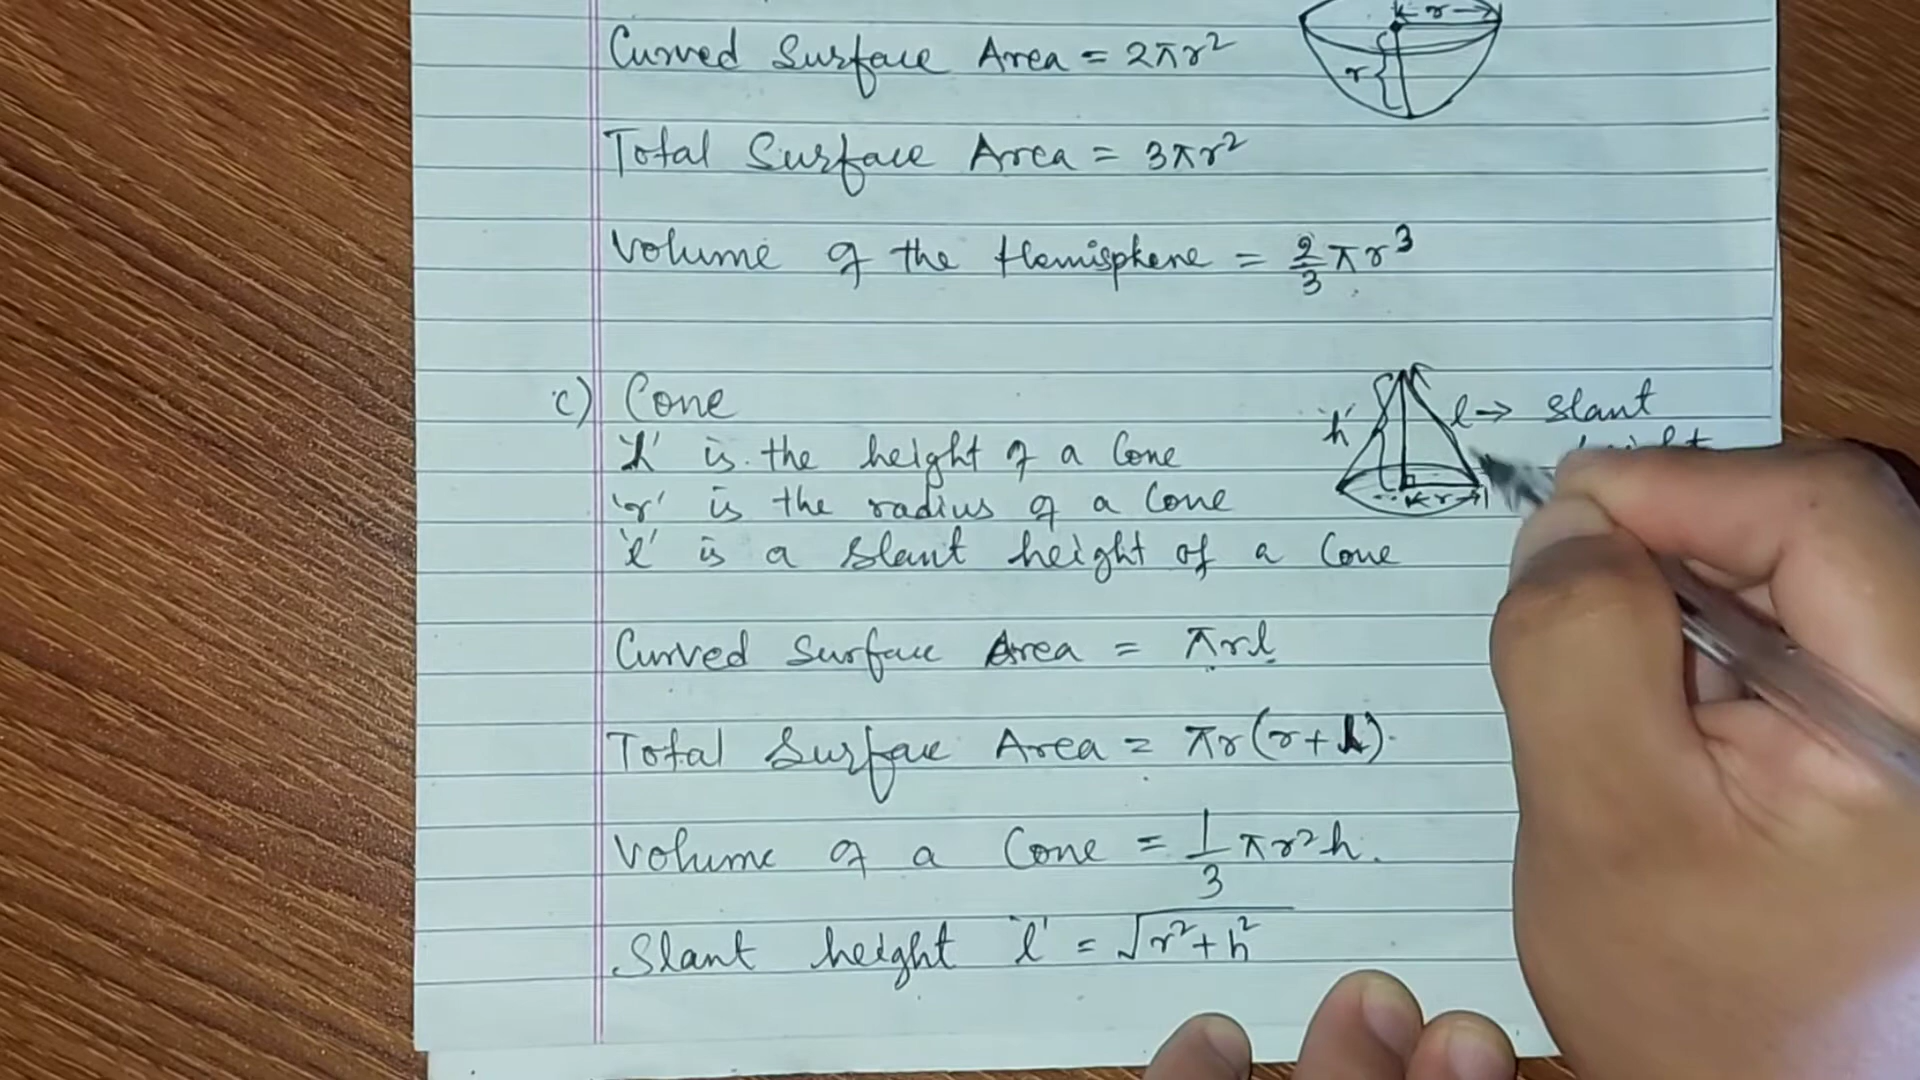 r
Curved Surface Area = 2πr²
r
Total Surface Area = 3πr²
Volume of the Hemisphere = 2/3 πr³
c) Cone
l → slant
'h'
'h' is the height of a Cone
'r' is the radius of a Cone
r
'l' is a slant height of a Cone
Curved Surface Area = πrl
Total Surface Area = πr(r+l).
Volume of a Cone = 1/3 πr²h.
Slant height 'l' = √r²+h²